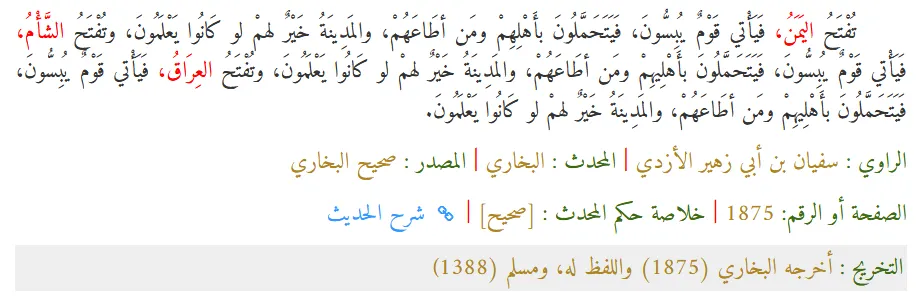 تُفْتَحُ اليَمَنُ، فَيَأْتي قَوْمٌ يُبِسُّونَ، فَيَتَحَمَّلُونَ بأَهْلِهِمْ ومَن أطَاعَهُمْ، والمَدِينَةُ خَيْرٌ لهمْ لو كَانُوا يَعْلَمُونَ، وتُفْتَحُ الشَّأْمُ،
فَيَأْتي قَوْمٌ يُبِسُّونَ، فَيَتَحَمَّلُونَ بأَهْلِيهِمْ ومَن أطَاعَهُمْ، والمَدِينَةُ خَيْرٌ لهمْ لو كَانُوا يَعْلَمُونَ، وتُفْتَحُ العِرَاقُ، فَيَأْتي قَوْمٌ يُبِسُّونَ،
فَيَتَحَمَّلُونَ بأَهْلِيهِمْ ومَن أطَاعَهُمْ، والمَدِينَةُ خَيْرٌ لهمْ لو كَانُوا يَعْلَمُونَ.
الراوي : سفيان بن أبي زهير الأزدي | المحدث : البخاري | المصدر : صحيح البخاري
الصفحة أو الرقم: 1875 | خلاصة حكم المحدث : [صحيح] | شرح الحديث
التخريج : أخرجه البخاري (1875) واللفظ له، ومسلم (1388)